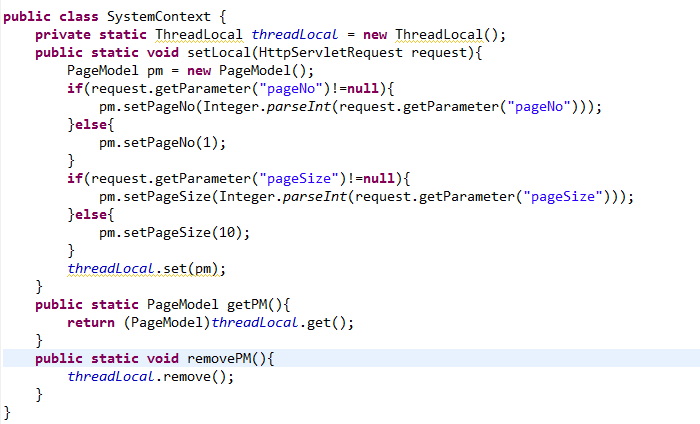 public class SystemContext {
    private static ThreadLocal threadLocal = new ThreadLocal();
    public static void setLocal(HttpServletRequest request){
        PageModel pm = new PageModel();
        if(request.getParameter("pageNo")!=null){
            pm.setPageNo(Integer.parseInt(request.getParameter("pageNo")));
        }else{
            pm.setPageNo(1);
        }
        if(request.getParameter("pageSize")!=null){
            pm.setPageSize(Integer.parseInt(request.getParameter("pageSize")));
        }else{
            pm.setPageSize(10);
        }
        threadLocal.set(pm);
    }
    public static PageModel getPM(){
        return (PageModel)threadLocal.get();
    }
    public static void removePM(){
        threadLocal.remove();
    }
}